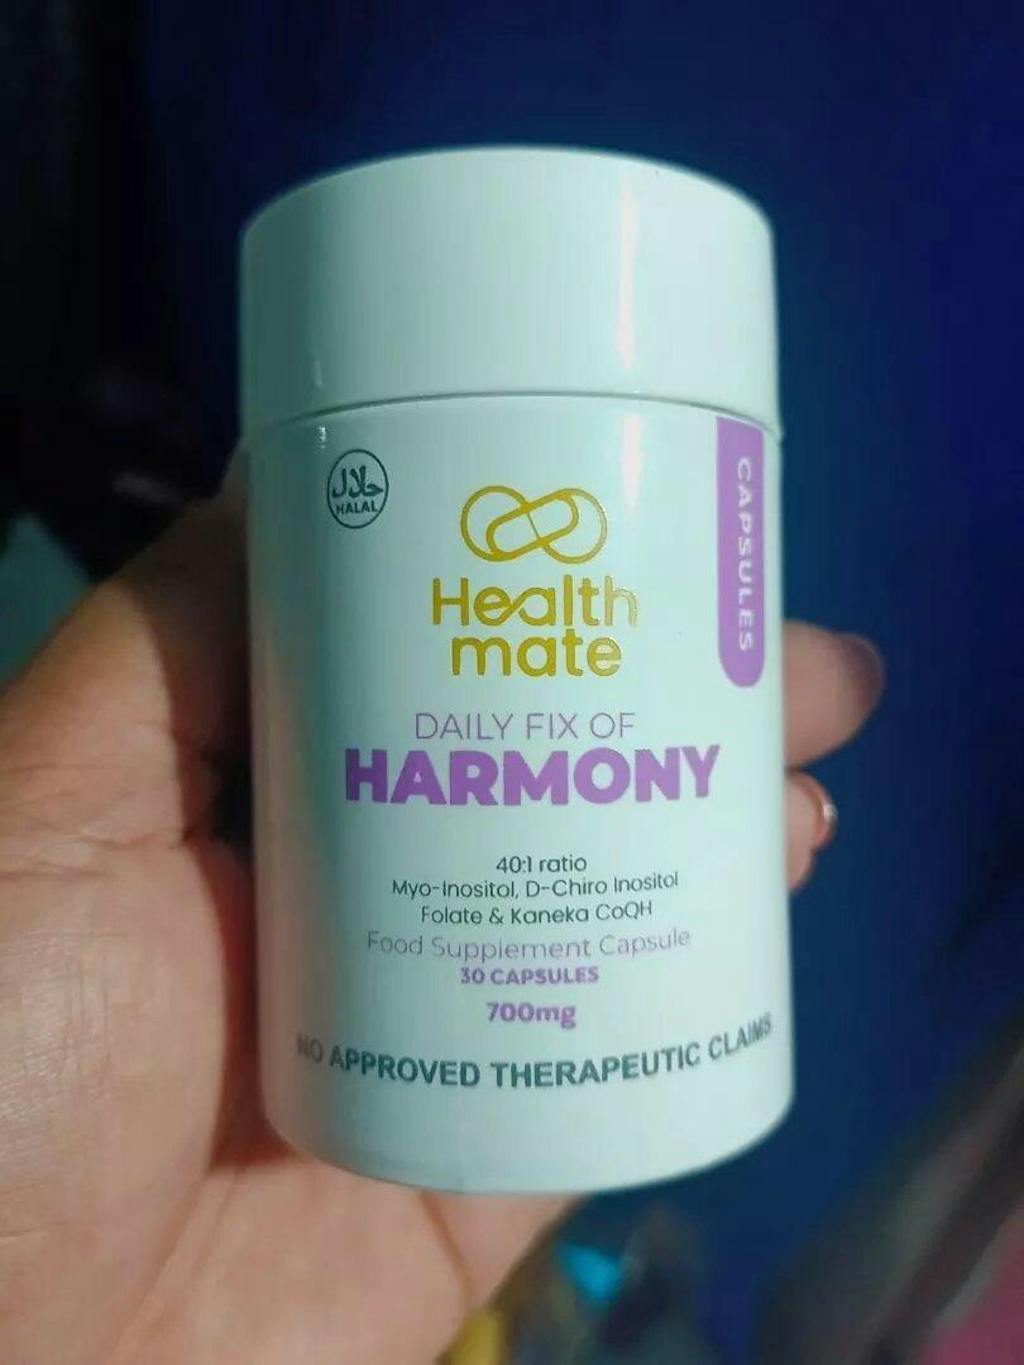 حلال
HALAL
CAPSULES
Health
mate
DAILY FIX OF
HARMONY
40:1 ratio
Myo-Inositol, D-Chiro Inositol
Folate & Kaneka CoQH
Food Supplement Capsule
30 CAPSULES
700mg
NO APPROVED THERAPEUTIC CLAIMS